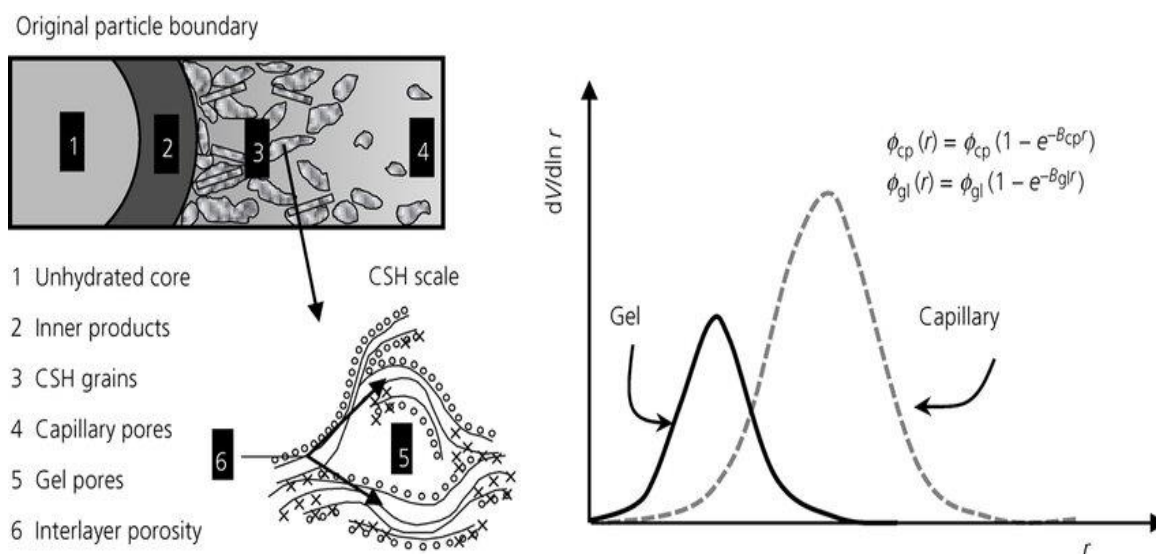 Original particle boundary
1
2
3
4
1 Unhydrated core
2 Inner products
3 CSH grains
4 Capillary pores
5 Gel pores
6 Interlayer porosity
CSH scale
6
5
dV/dln r
ϕcp (r) = ϕcp (1 – e–Bcpr)
ϕgl (r) = ϕgl (1 – e–Bglr)
Gel
Capillary
r